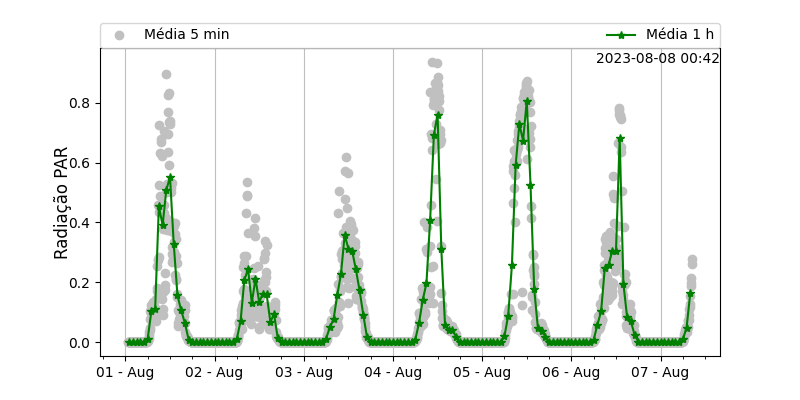 Média 5 min
Média 1 h
2023-08-08 00:42
Radiação PAR
0.8
0.6
0.4
0.2
0.0
01 - Aug
02 - Aug
03 - Aug
04 - Aug
05 - Aug
06 - Aug
07 - Aug